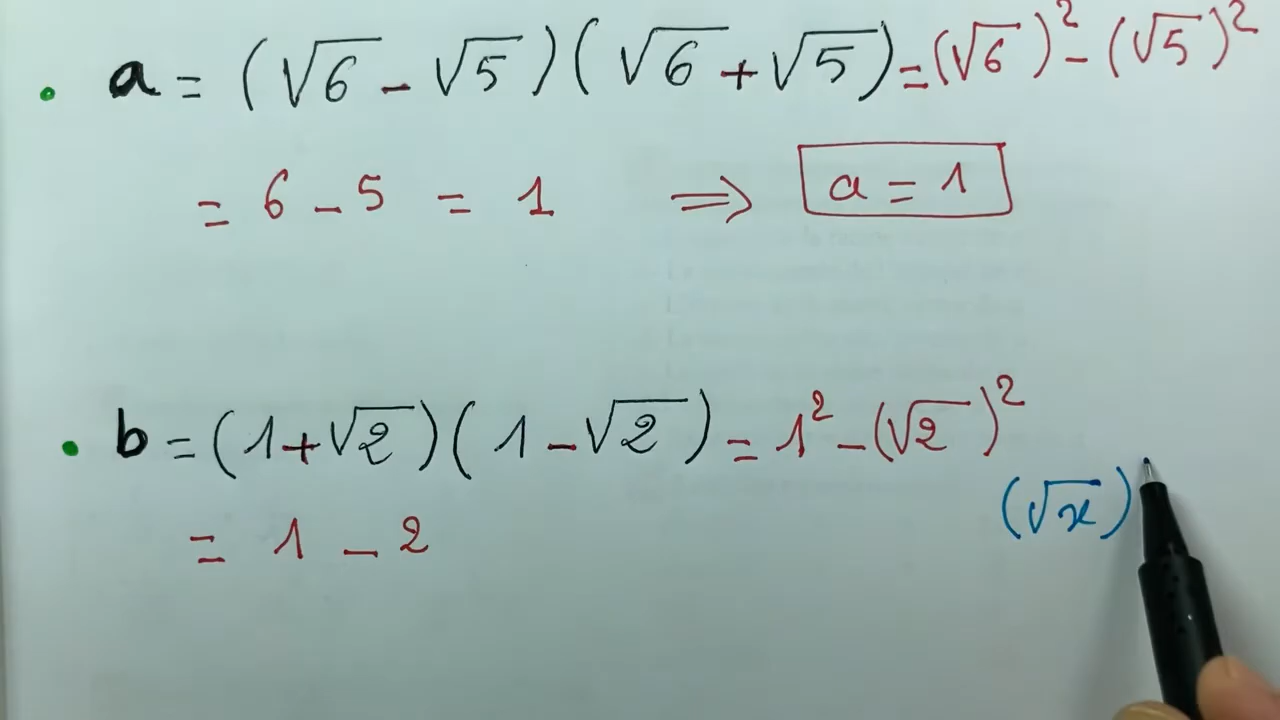 • a = (√6 - √5)(√6 + √5) = (√6)² - (√5)²
= 6 - 5 = 1 ⇒ a = 1
• b = (1 + √2)(1 - √2) = 1² - (√2)²
(√x)
= 1 - 2